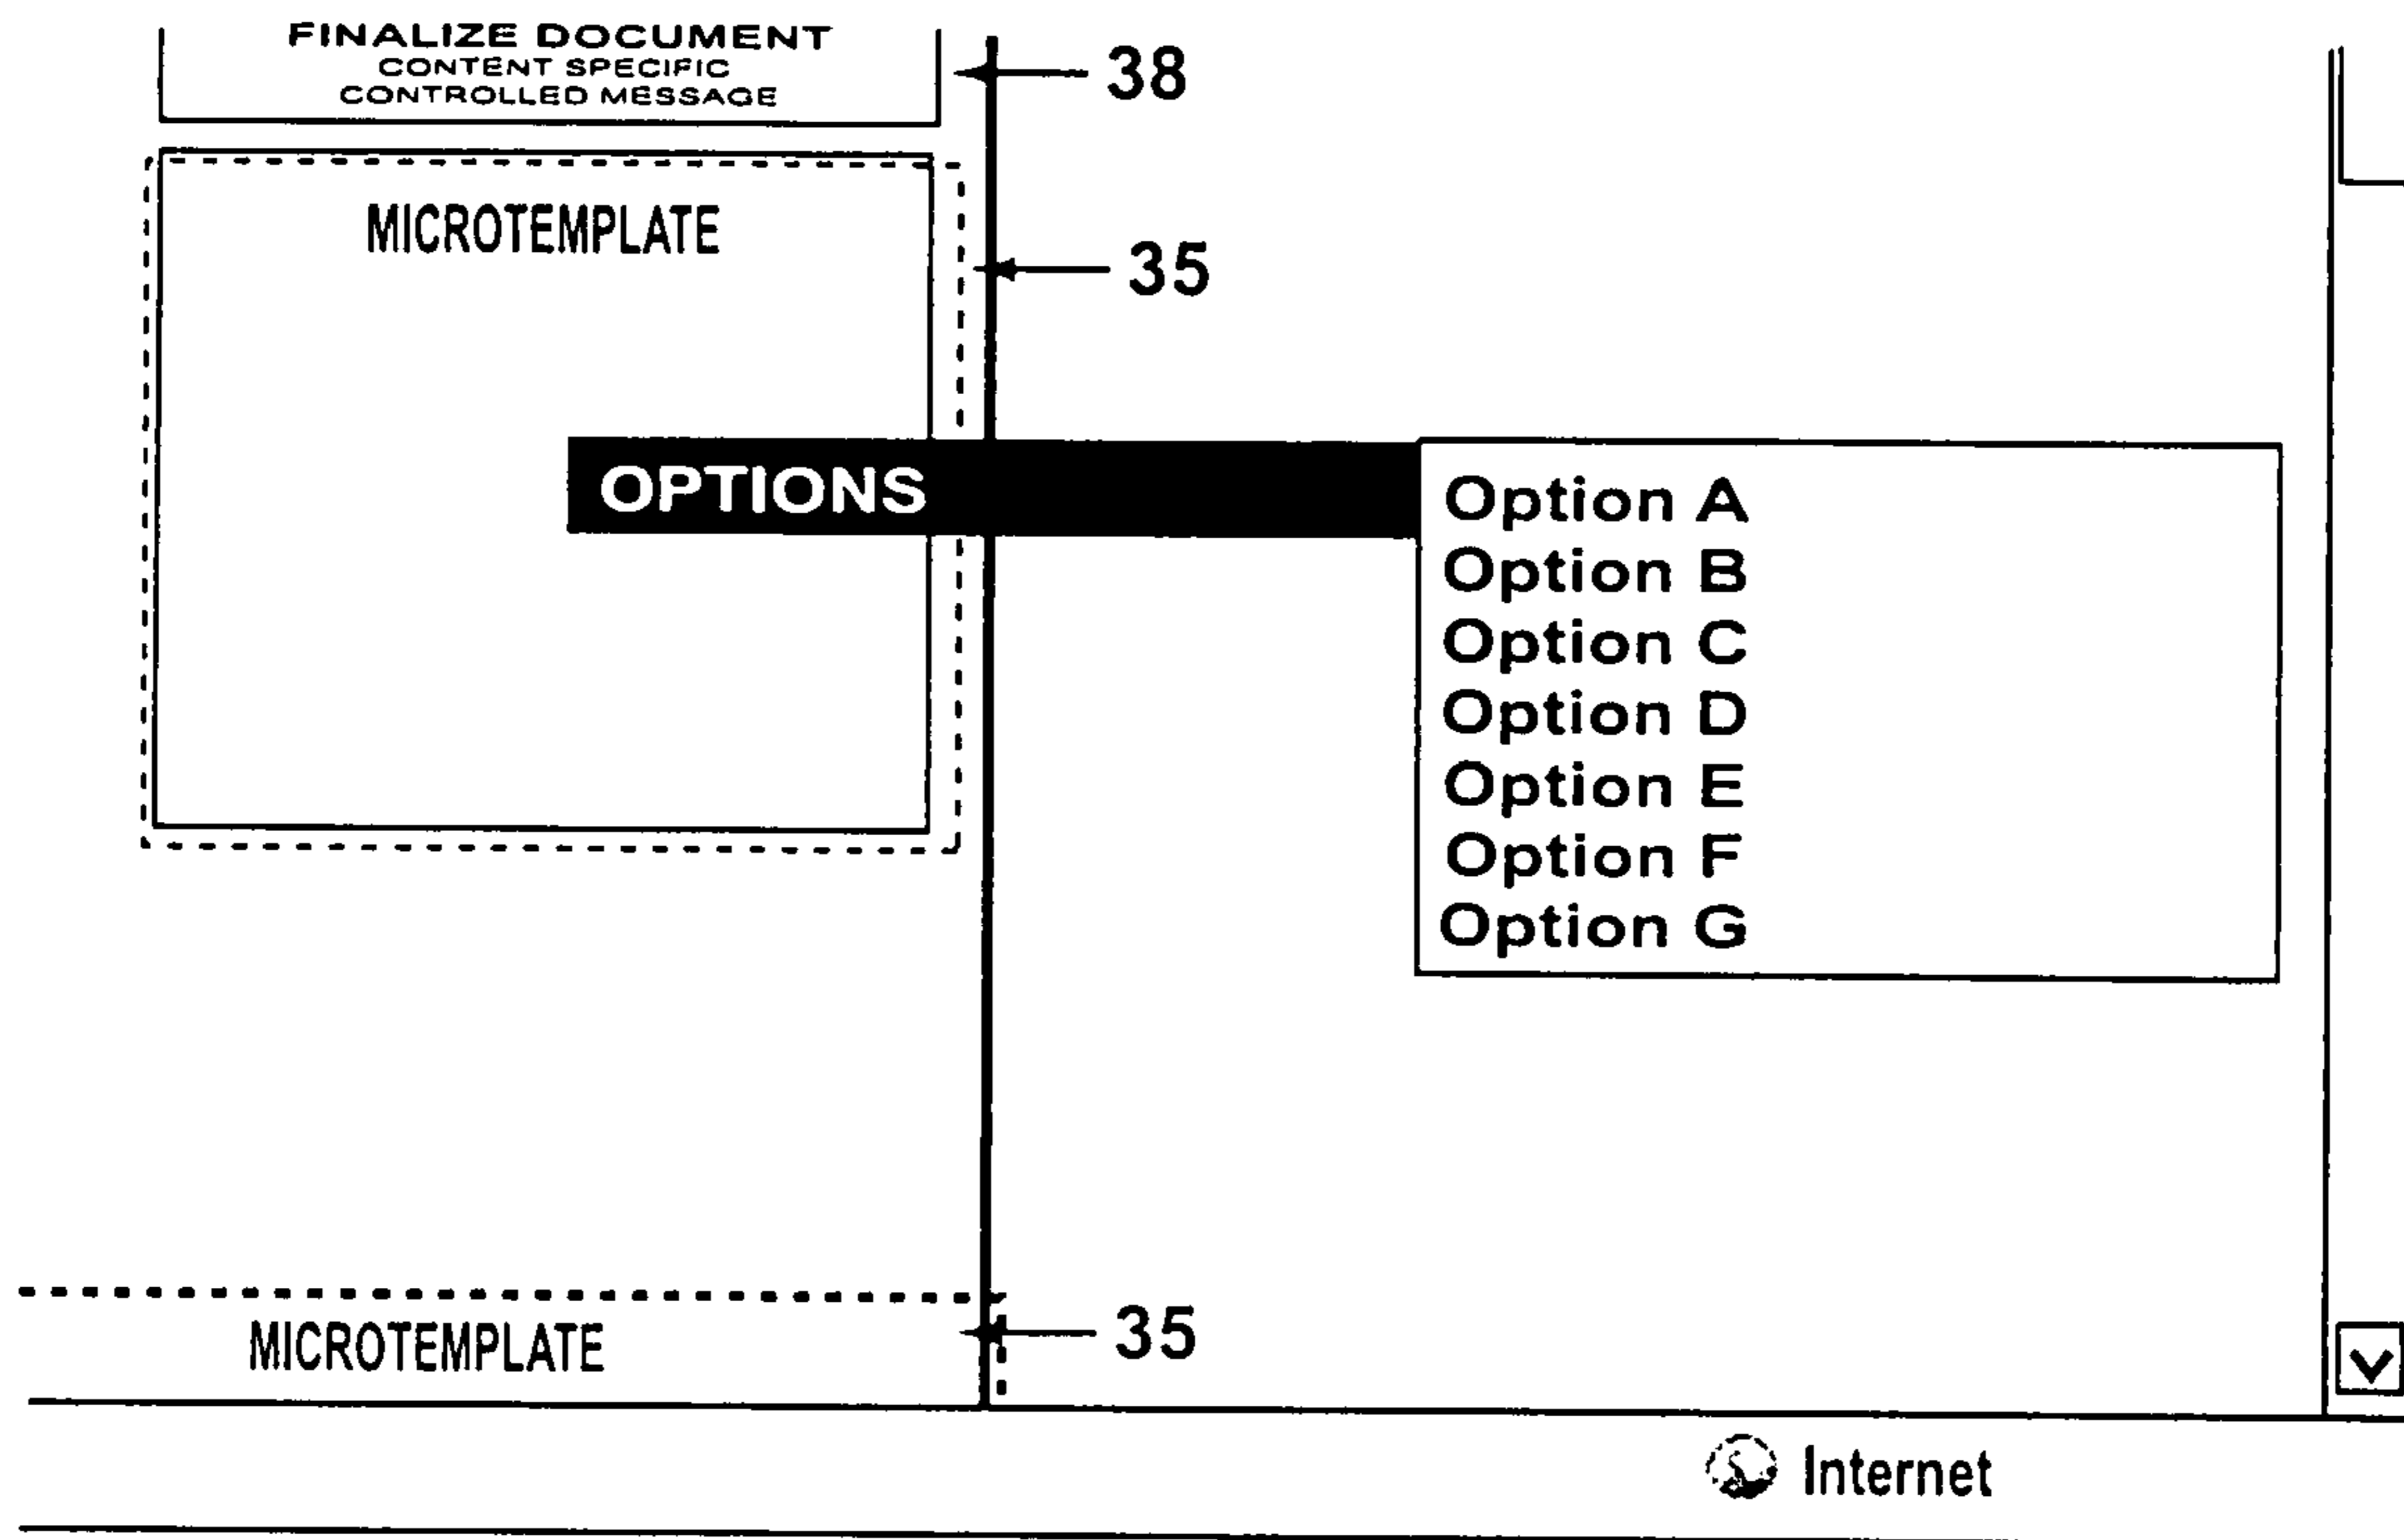 FINALIZE DOCUMENT
CONTENT SPECIFIC
CONTROLLED MESSAGE
38
MICROTEMPLATE
35
OPTIONS
Option A
Option B
Option C
Option D
Option E
Option F
Option G
MICROTEMPLATE
35
Internet